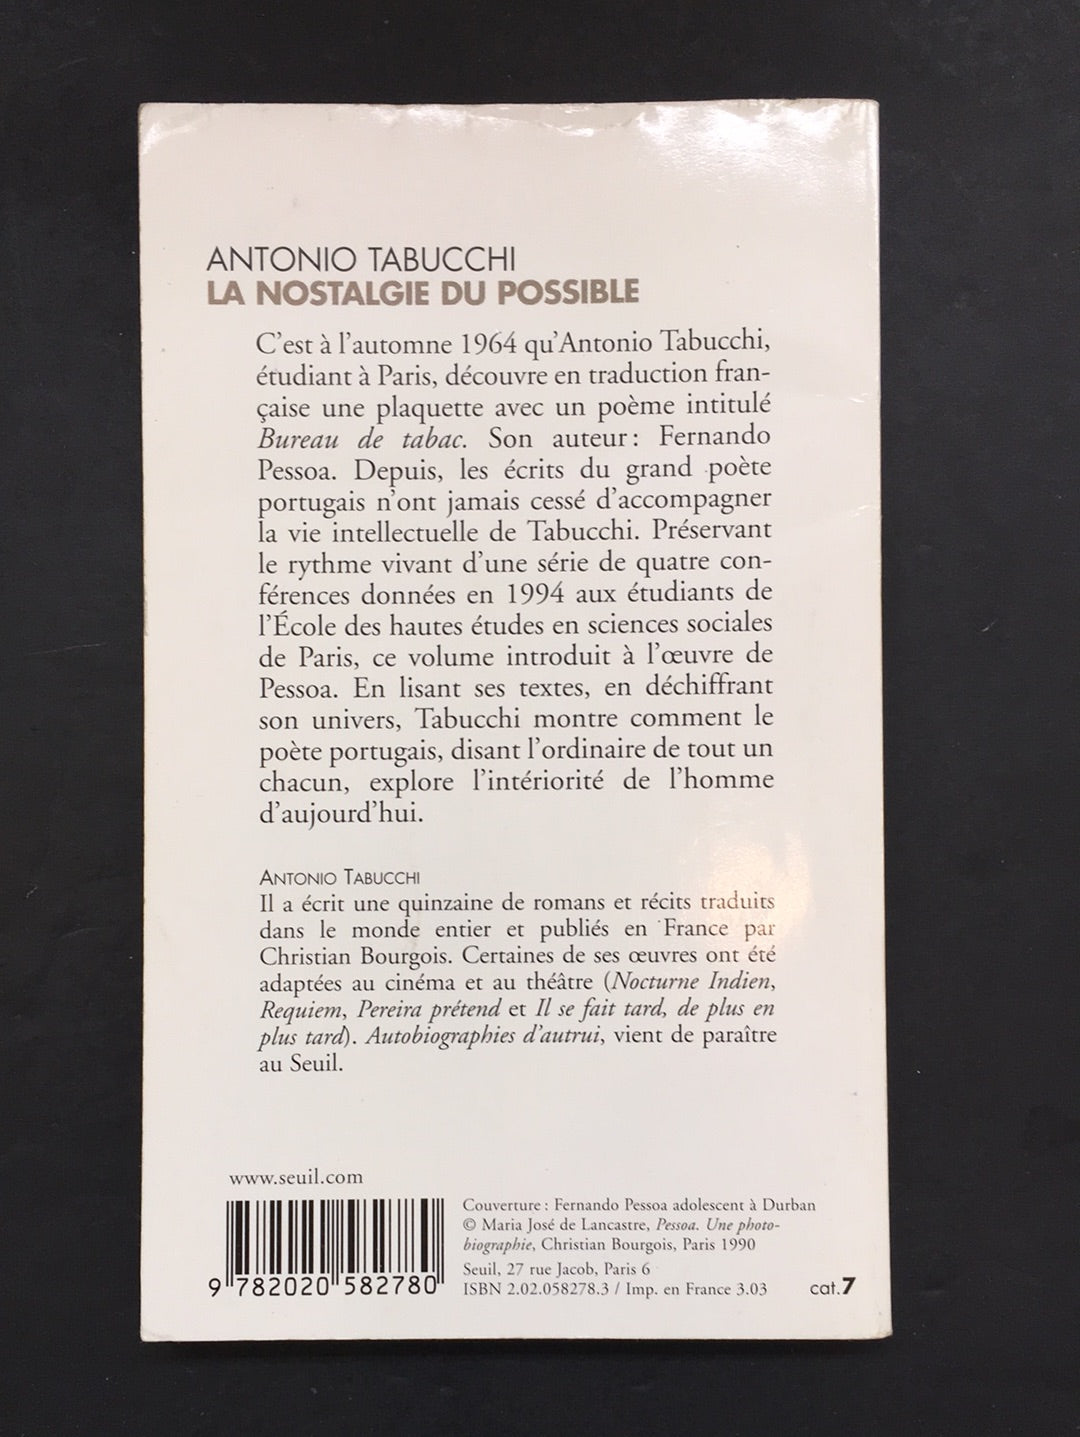 ANTONIO TABUCCHI
LA NOSTALGIE DU POSSIBLE
C'est à l'automne 1964 qu'Antonio Tabucchi,
étudiant à Paris, découvre en traduction fran-
çaise une plaquette avec un poème intitulé
Bureau de tabac. Son auteur : Fernando
Pessoa. Depuis, les écrits du grand poète
portugais n'ont jamais cessé d'accompagner
la vie intellectuelle de Tabucchi. Préservant
le rythme vivant d'une série de quatre con-
férences données en 1994 aux étudiants de
l'École des hautes études en sciences sociales
de Paris, ce volume introduit à l'œuvre de
Pessoa. En lisant ses textes, en déchiffrant
son univers, Tabucchi montre comment le
poète portugais, disant l'ordinaire de tout un
chacun, explore l'intériorité de l'homme
d'aujourd'hui.
ANTONIO TABUCCHI
Il a écrit une quinzaine de romans et récits traduits
dans le monde entier et publiés en France par
Christian Bourgois. Certaines de ses œuvres ont été
adaptées au cinéma et au théâtre (Nocturne Indien,
Requiem, Pereira prétend et Il se fait tard, de plus en
plus tard). Autobiographies d'autrui, vient de paraître
au Seuil.
www.seuil.com
9 782020 582780
Couverture : Fernando Pessoa adolescent à Durban
© Maria José de Lancastre, Pessoa. Une photo-
biographie, Christian Bourgois, Paris 1990
Seuil, 27 rue Jacob, Paris 6
ISBN 2.02.058278.3 / Imp. en France 3.03
cat.7